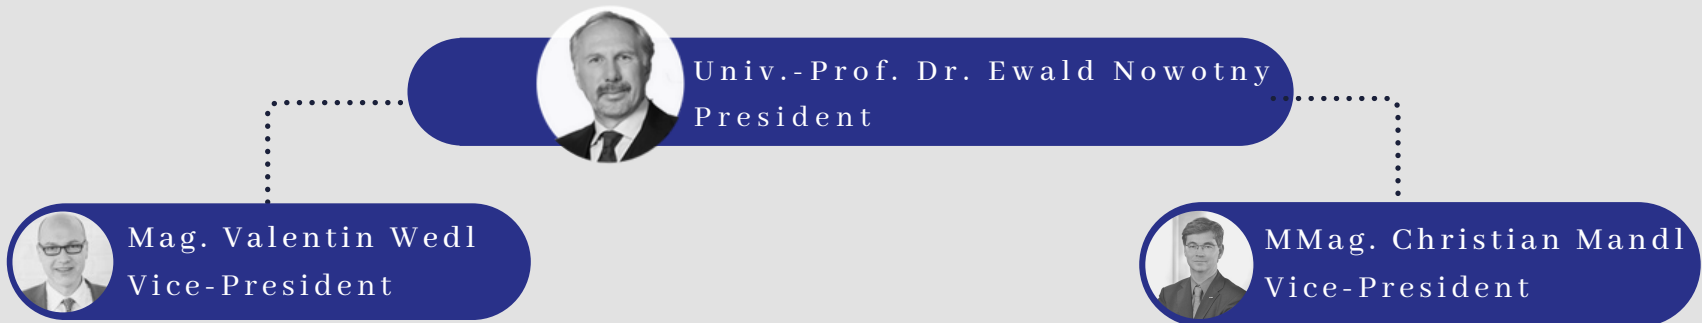 Univ.-Prof. Dr. Ewald Nowotny
President
Mag. Valentin Wedl
Vice-President
MMag. Christian Mandl
Vice-President